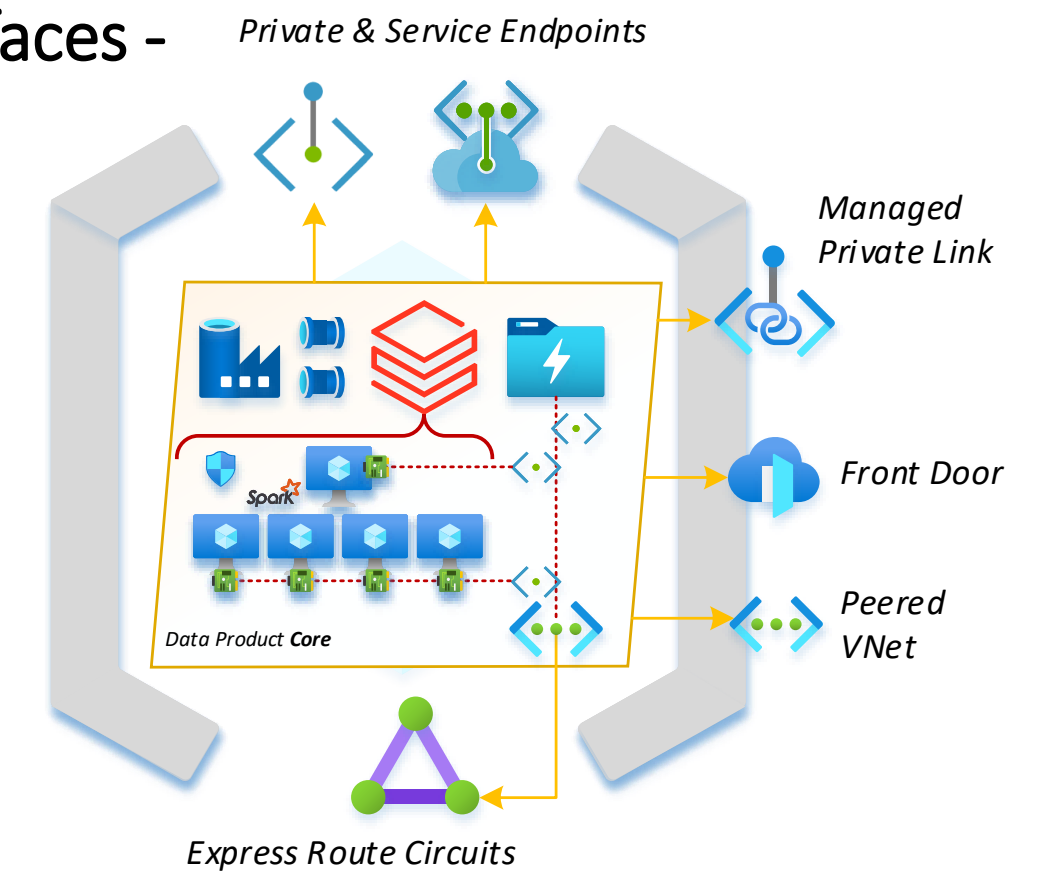 aces -
Private & Service Endpoints
Managed
Private Link
Spark
Front Door
Peered
VNet
Data Product Core
Express Route Circuits